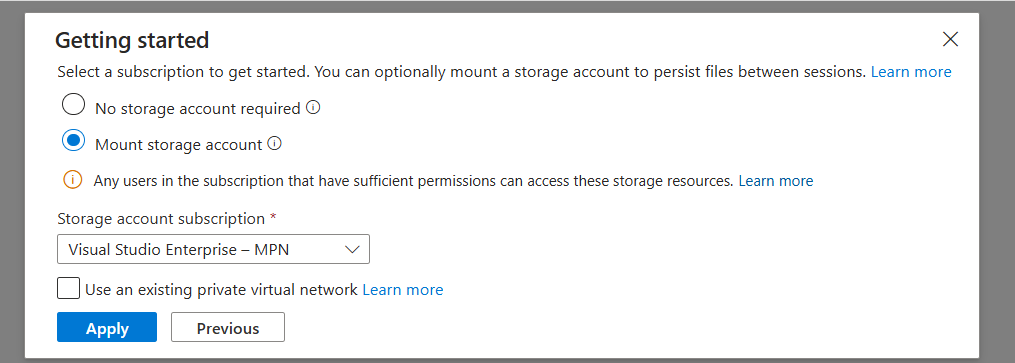 Getting started
Select a subscription to get started. You can optionally mount a storage account to persist files between sessions. Learn more
No storage account required
Mount storage account
Any users in the subscription that have sufficient permissions can access these storage resources. Learn more
Storage account subscription *
Visual Studio Enterprise – MPN
Use an existing private virtual network Learn more
Apply Previous